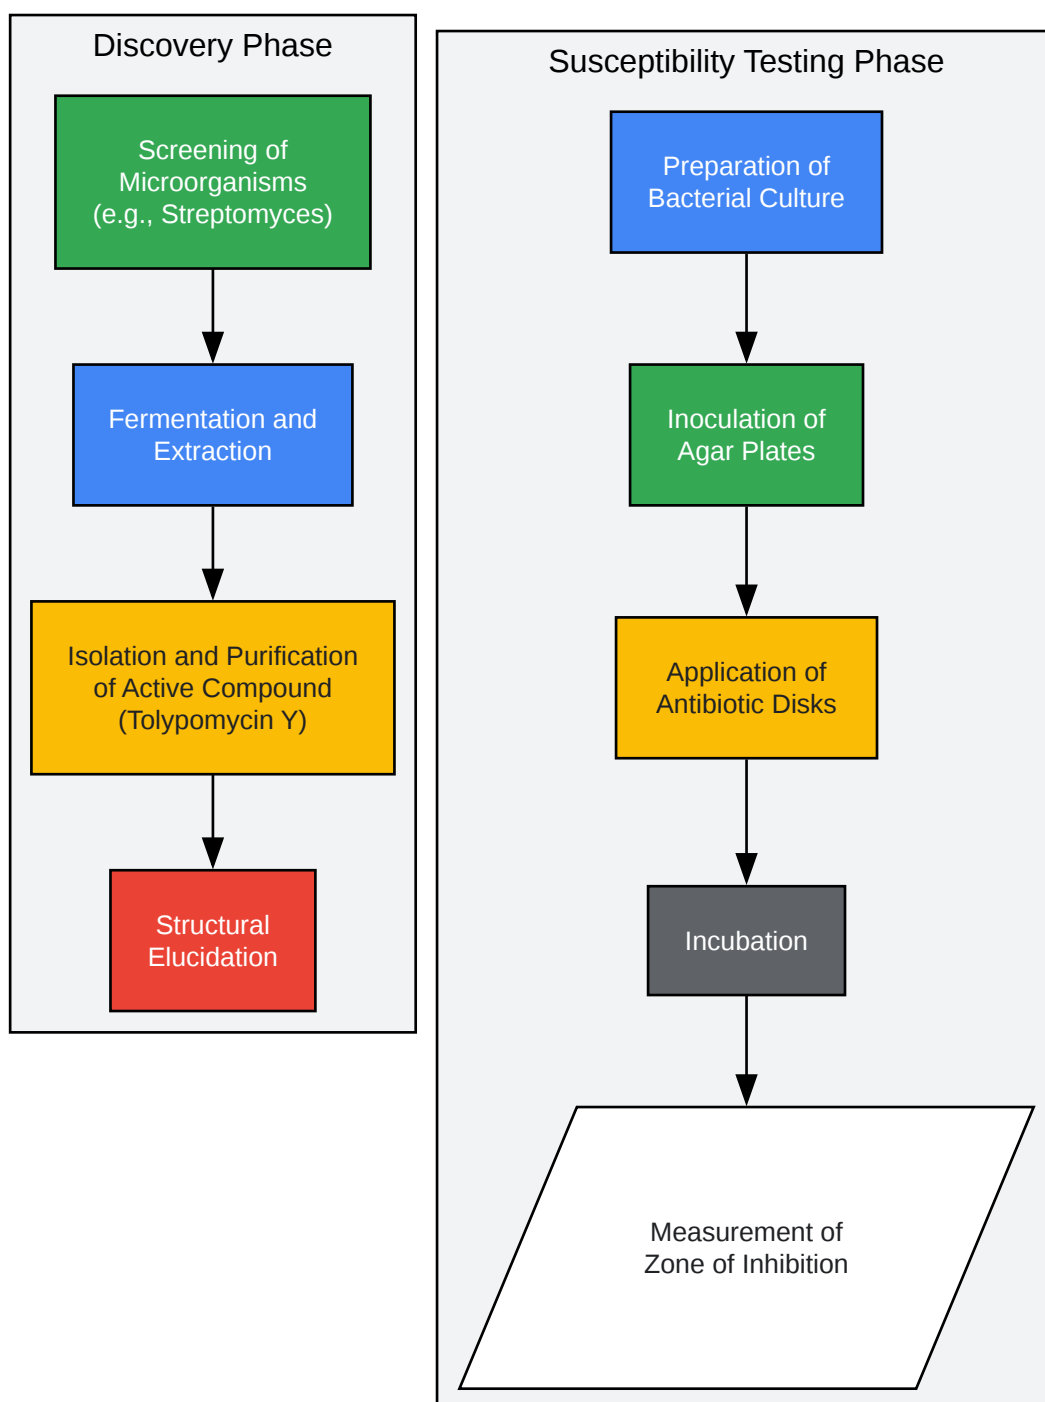 Discovery Phase
Screening of
Microorganisms
(e.g., Streptomyces)
Fermentation and
Extraction
Isolation and Purification
of Active Compound
(Tolypomycin Y)
Structural
Elucidation
Susceptibility Testing Phase
Preparation of
Bacterial Culture
Inoculation of
Agar Plates
Application of
Antibiotic Disks
Incubation
Measurement of
Zone of Inhibition